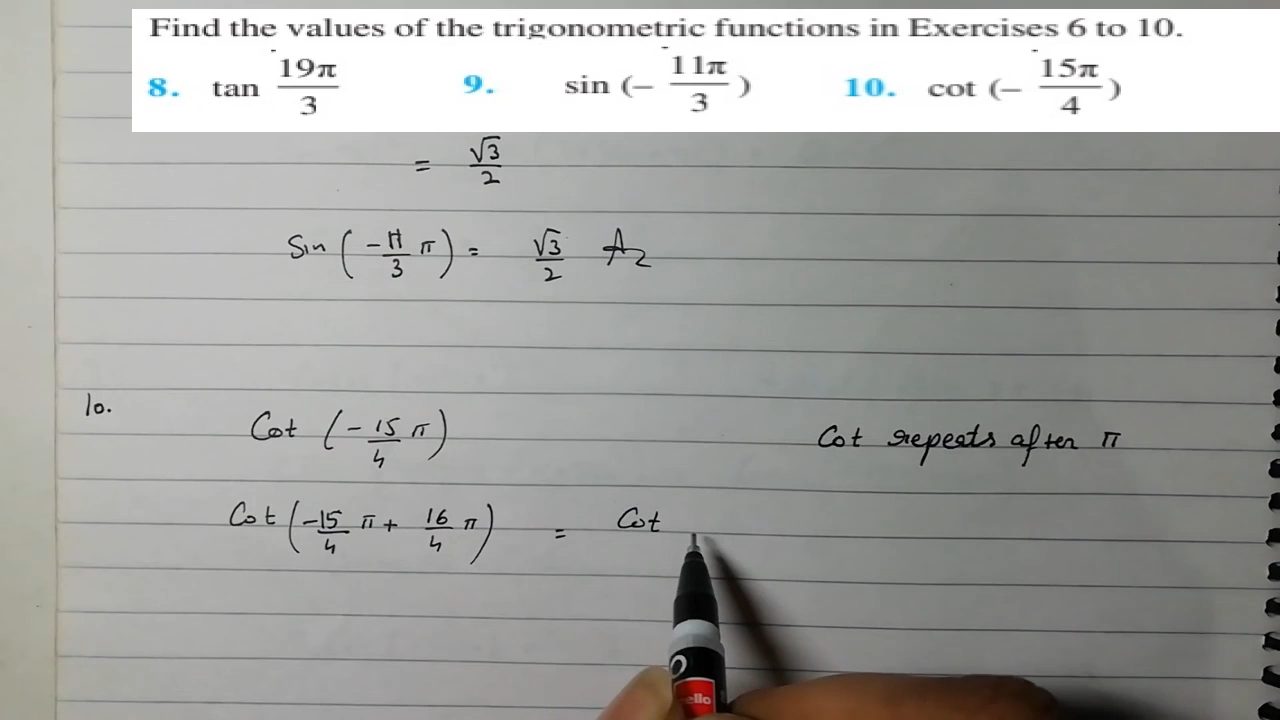 Find the values of the trigonometric functions in Exercises 6 to 10.
8. tan 19π/3 9. sin (– 11π/3) 10. cot (– 15π/4)
= √3/2
Sin (-11/3 π) = √3/2 A
10. Cot (-15/4 π) Cot repeats after π
Cot (-15/4 π + 16/4 π) = Cot